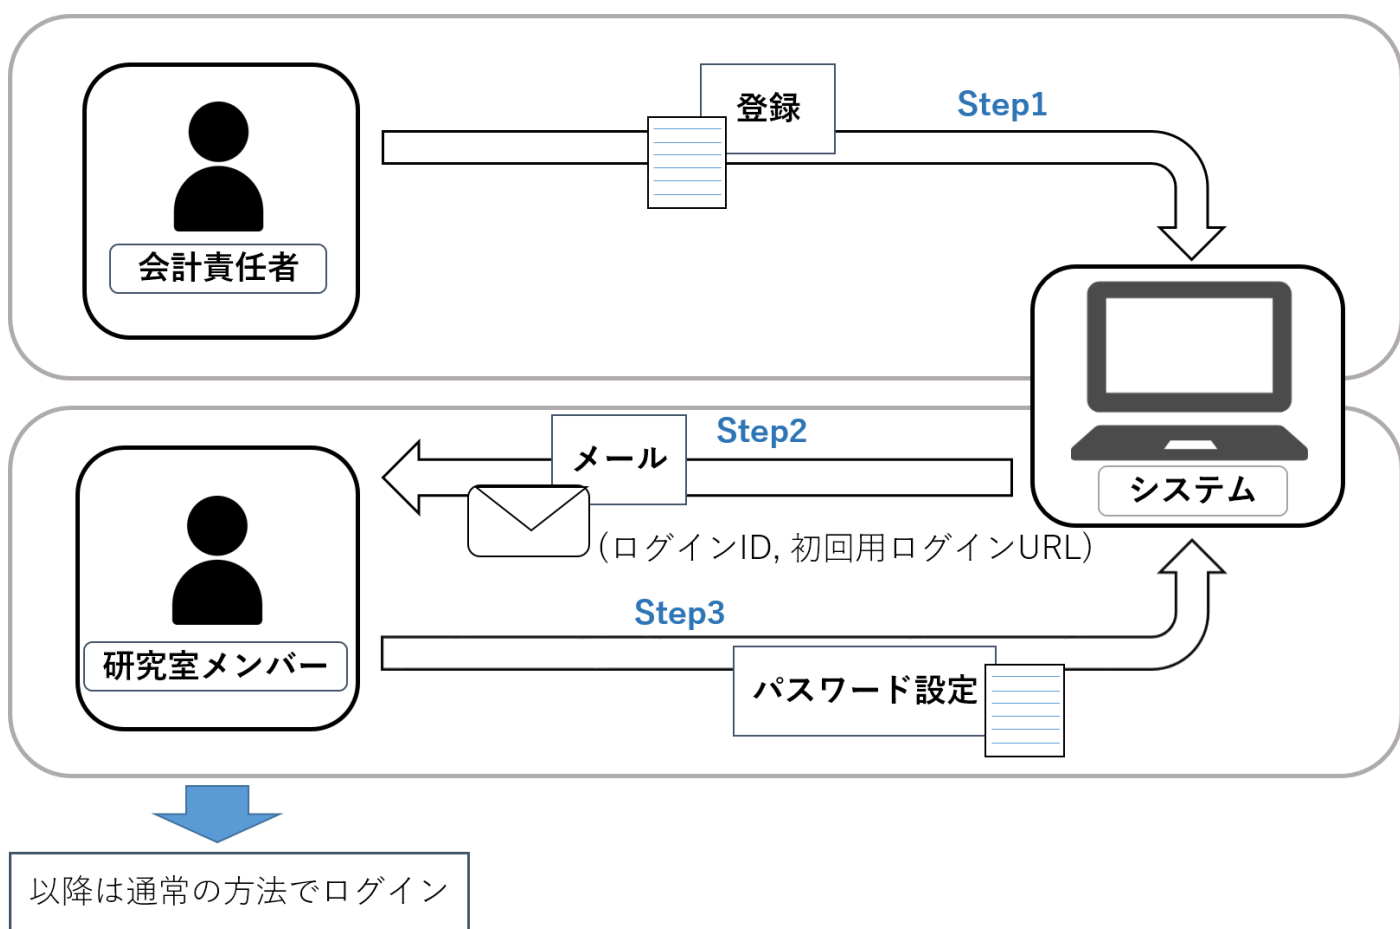 登録
Step1
会計責任者
Step2
メール
システム
(ログインID, 初回用ログインURL)
Step3
研究室メンバー
パスワード設定
以降は通常の方法でログイン